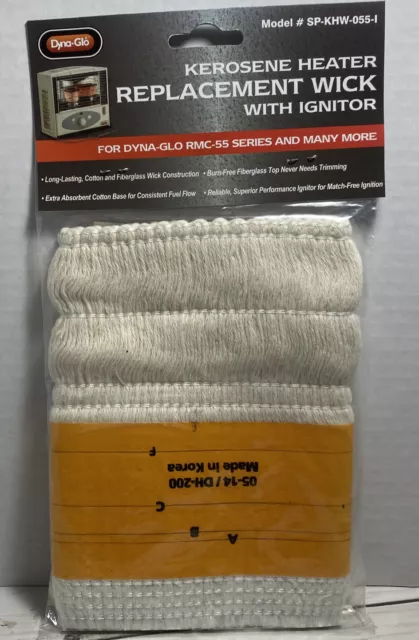 Model # SP-KHW-055-I
Dyna-Glo
KEROSENE HEATER
REPLACEMENT WICK
WITH IGNITOR
FOR DYNA-GLO RMC-55 SERIES AND MANY MORE
• Long-Lasting, Cotton and Fiberglass Wick Construction
• Burn-Free Fiberglass Top Never Needs Trimming
• Extra Absorbent Cotton Base for Consistent Fuel Flow
• Reliable, Superior Performance Ignitor for Match-Free Ignition
A
B
C
05-14 / DH-200
Made in Korea
F